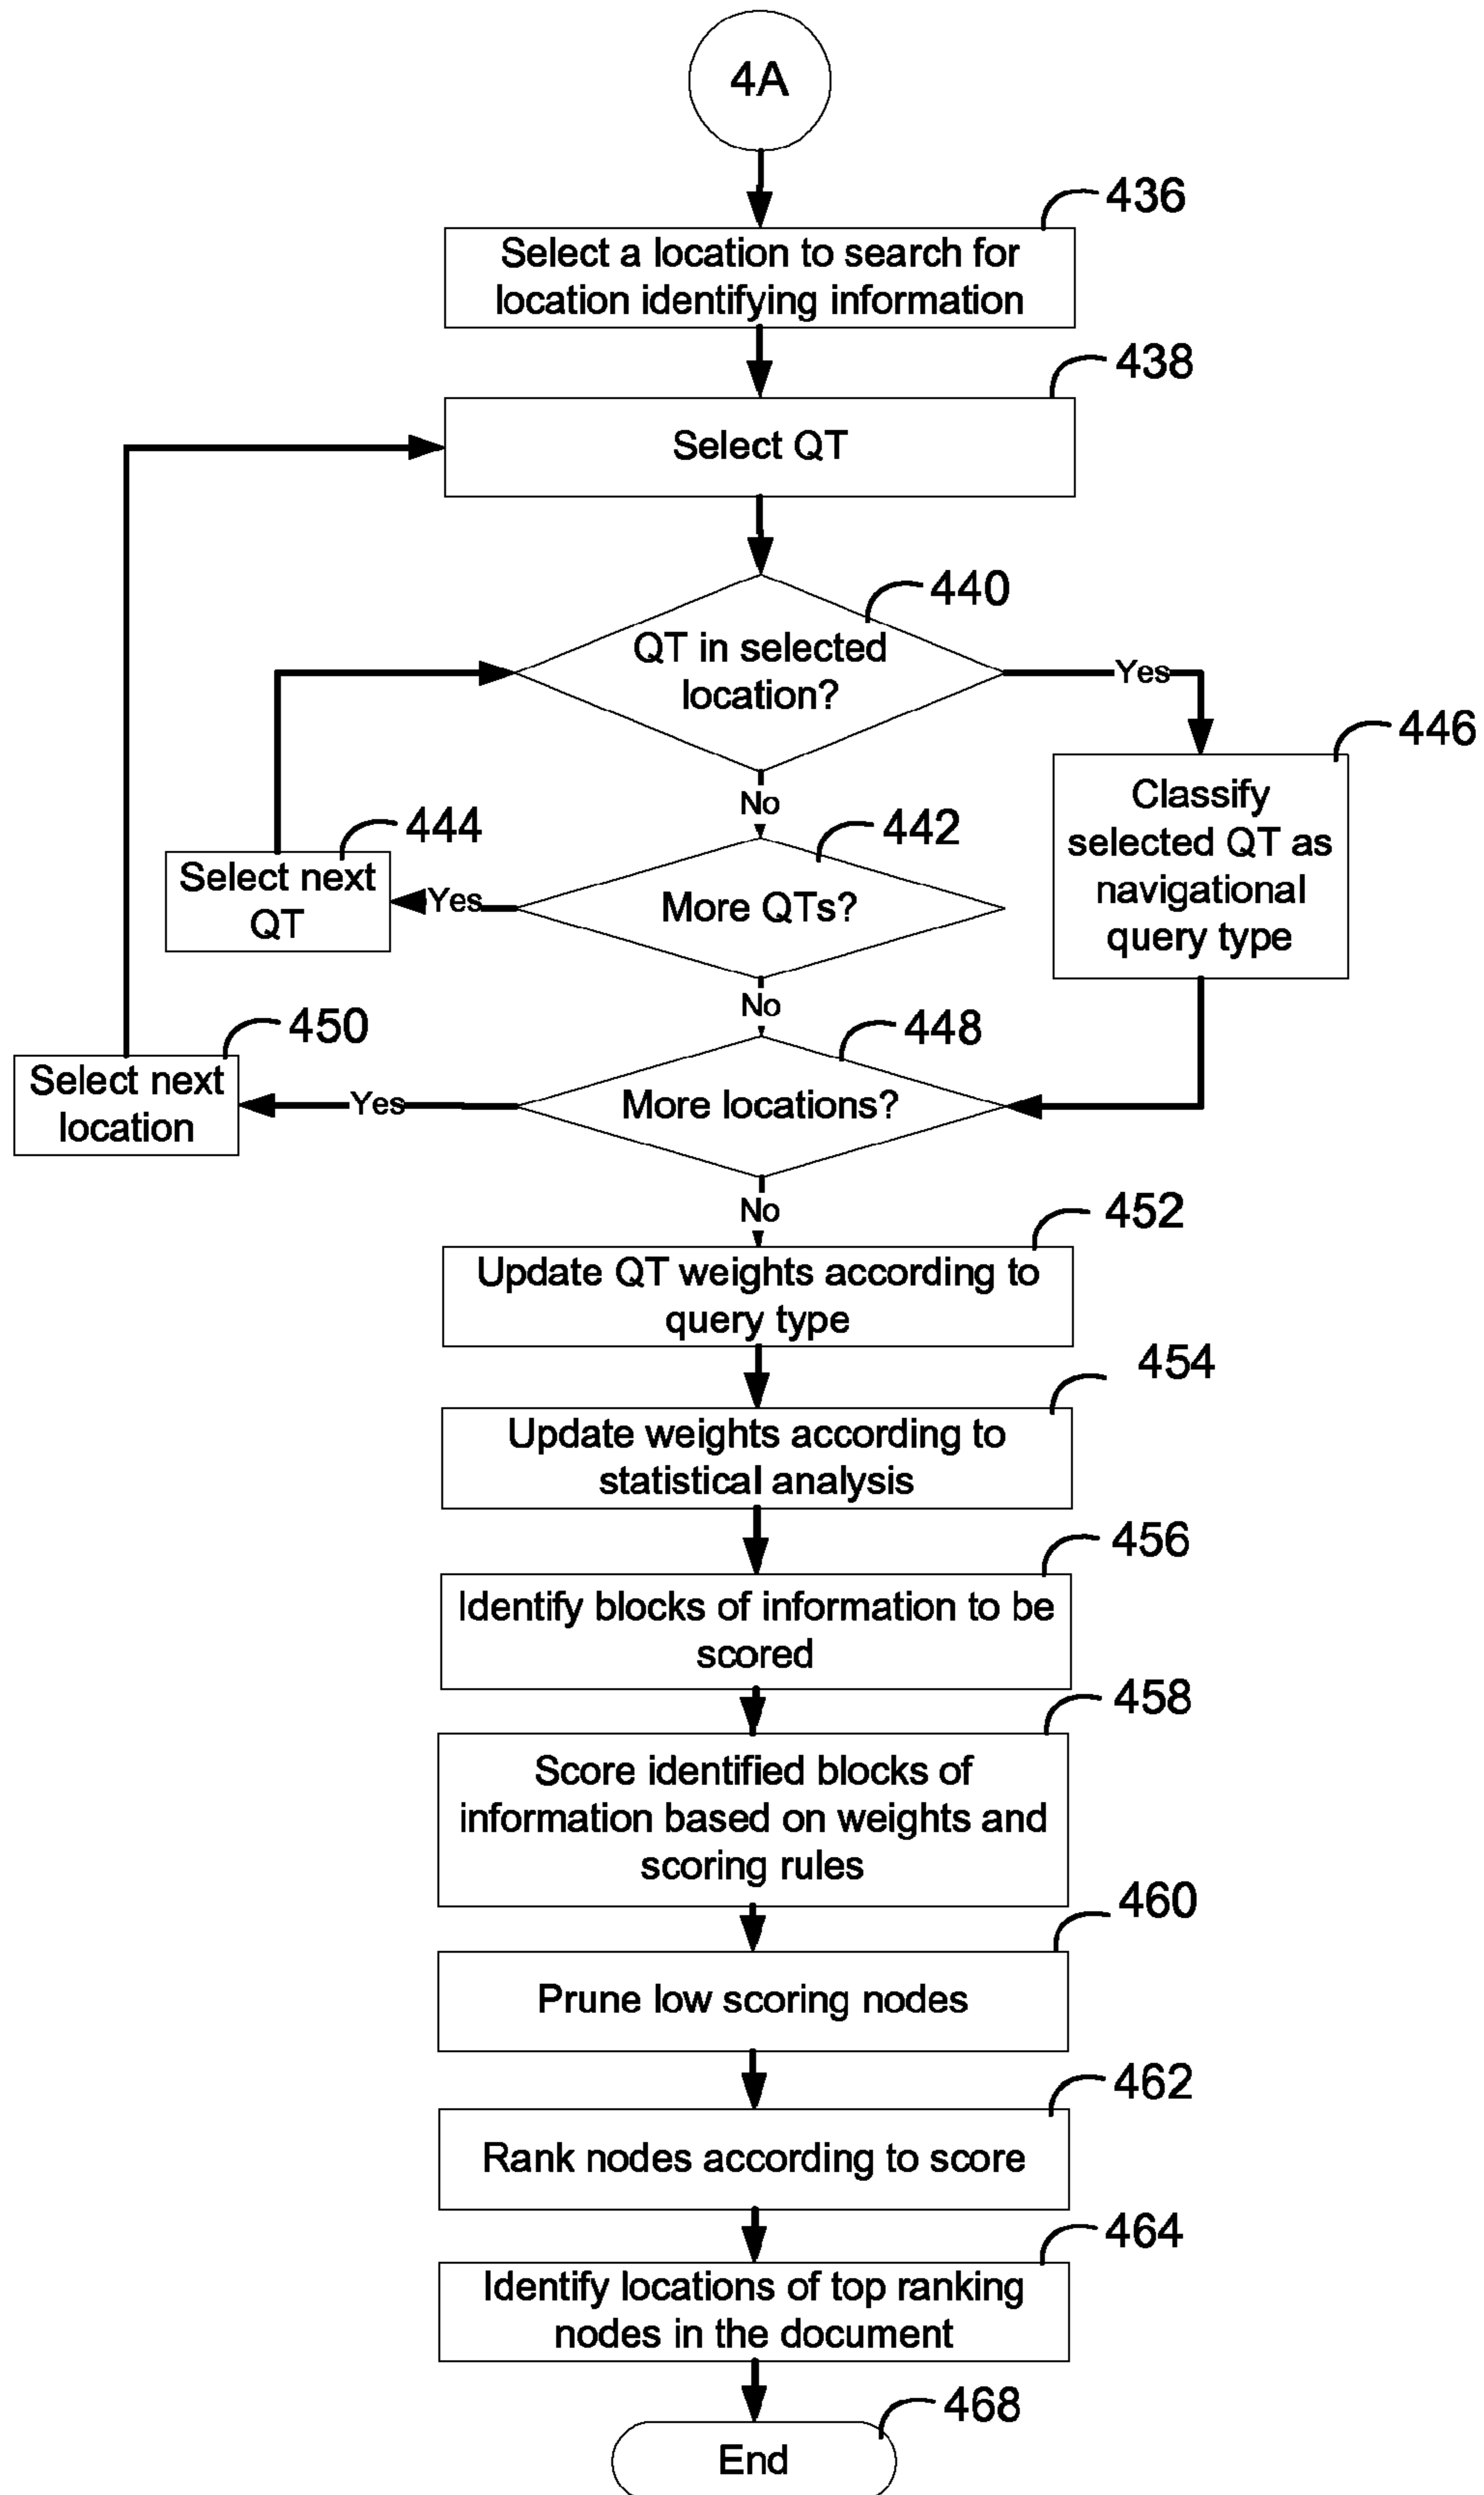 4A
436
Select a location to search for
location identifying information
438
Select QT
440
QT in selected
location?
Yes
446
Classify
selected QT as
navigational
query type
No
444
Select next
QT
Yes
442
More QTs?
No
450
Select next
location
Yes
448
More locations?
No
452
Update QT weights according to
query type
454
Update weights according to
statistical analysis
456
Identify blocks of information to be
scored
458
Score identified blocks of
information based on weights and
scoring rules
460
Prune low scoring nodes
462
Rank nodes according to score
464
Identify locations of top ranking
nodes in the document
468
End